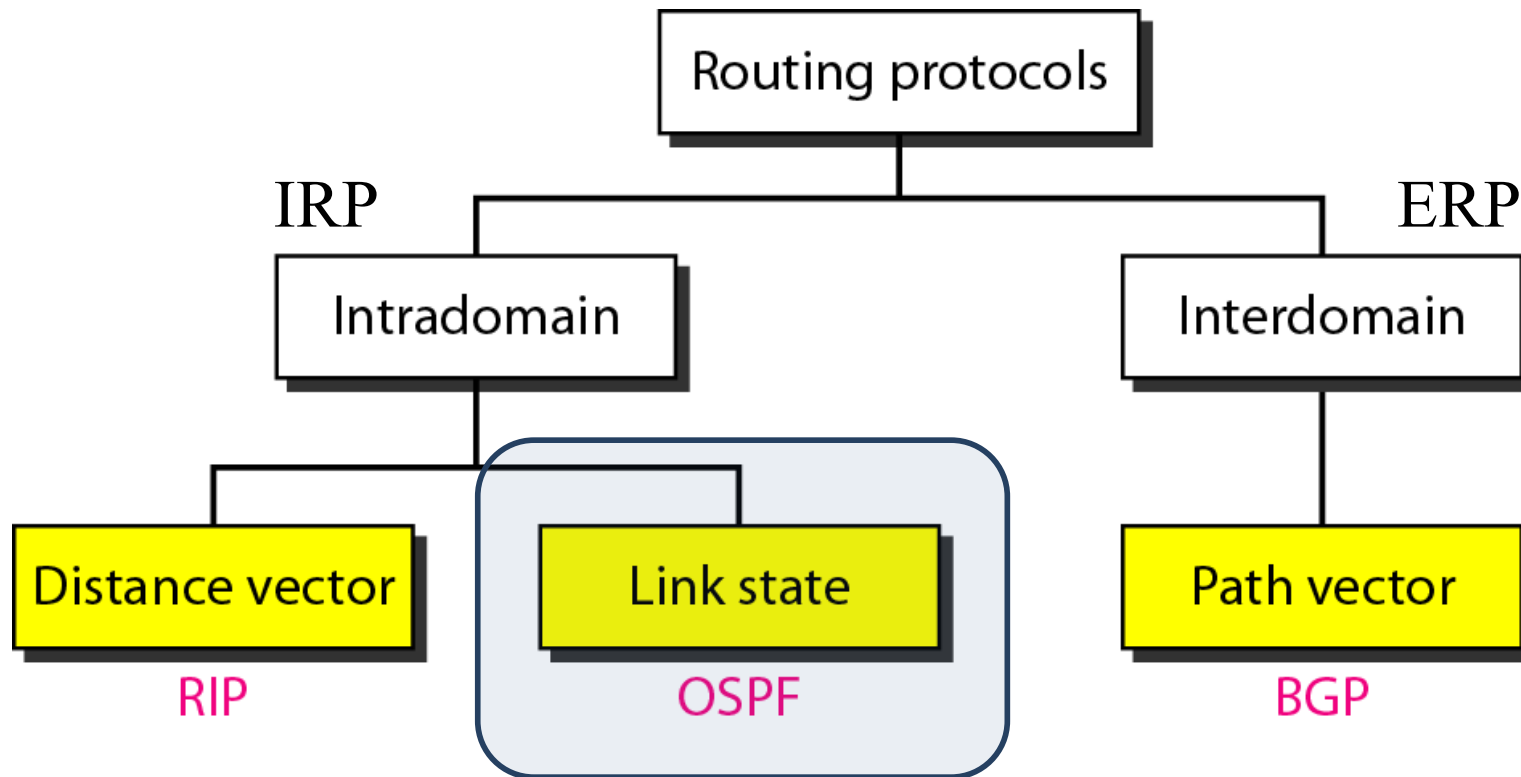 Routing protocols
IRP
ERP
Intradomain
Interdomain
Distance vector
Link state
Path vector
RIP
OSPF
BGP